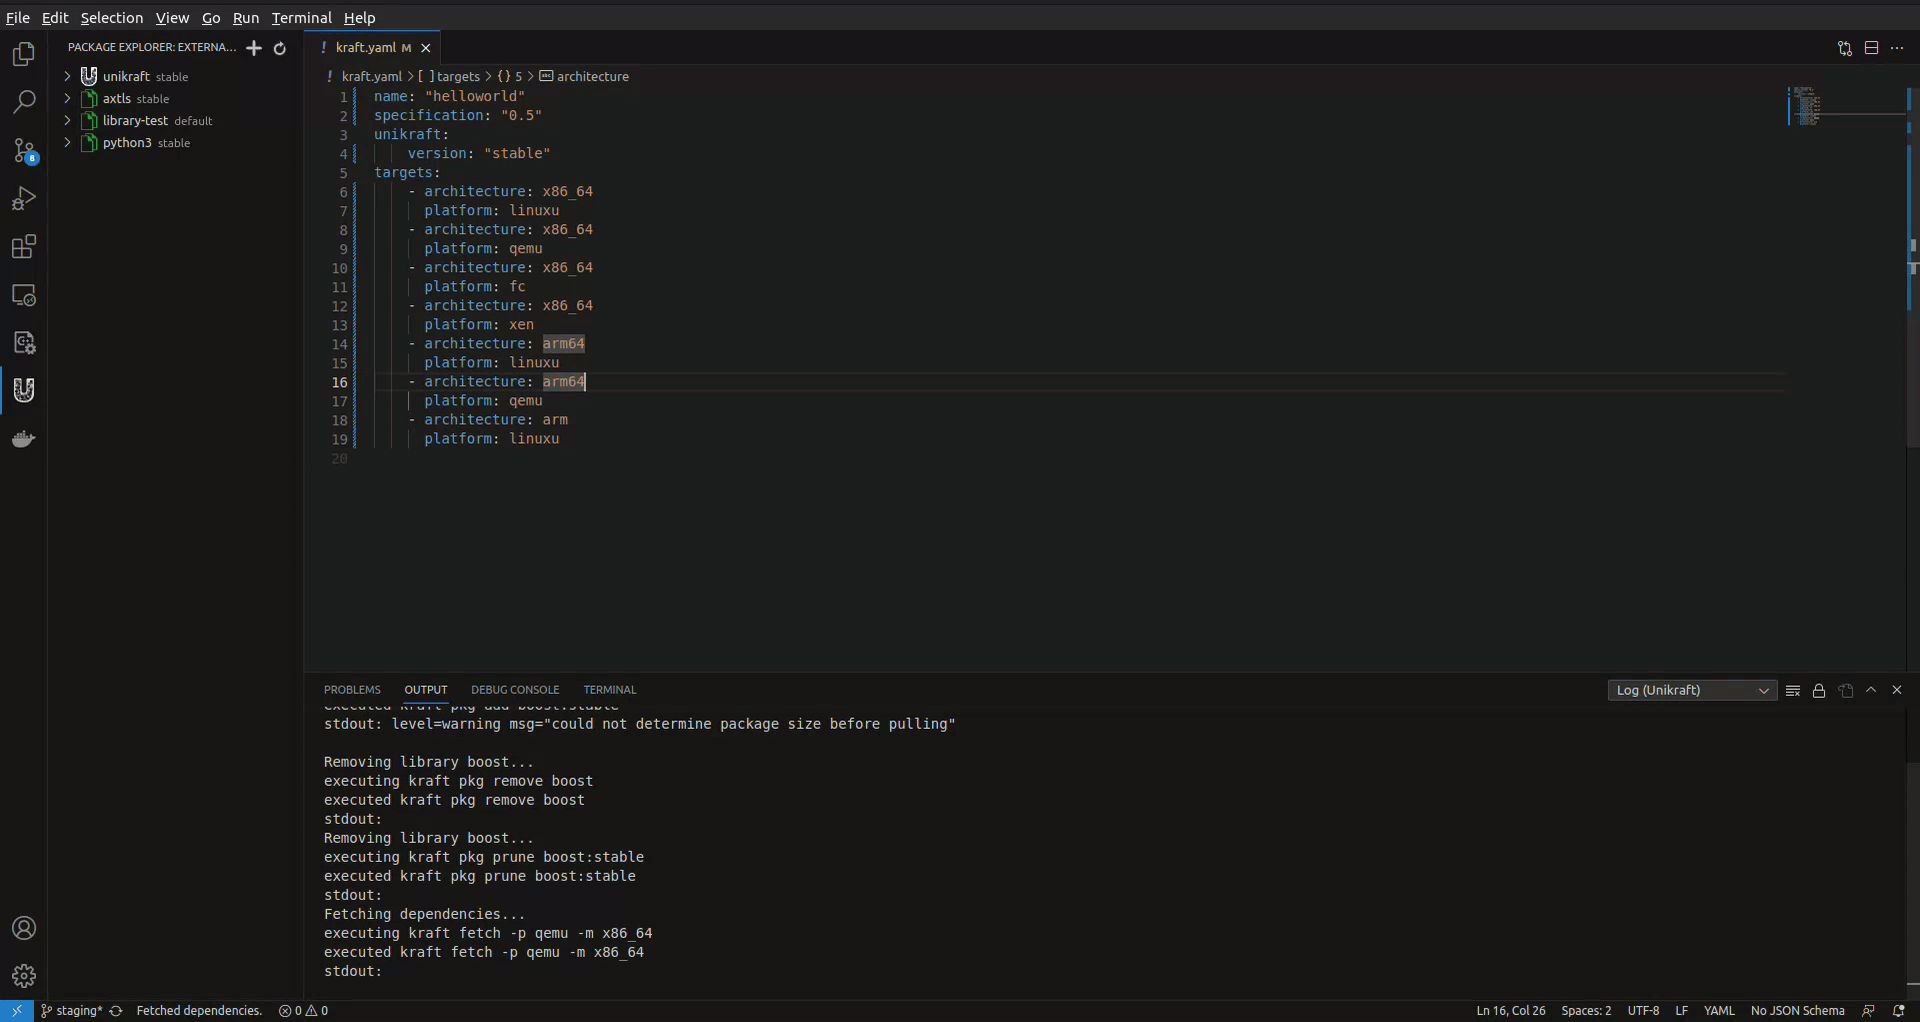 File Edit Selection View Go Run Terminal Help
PACKAGE EXPLORER: EXTERNA...
unikraft stable
axtls stable
library-test default
python3 stable
8
! kraft.yaml M
! kraft.yaml > [ ] targets > {} 5 > abc architecture
1 name: "helloworld"
2 specification: "0.5"
3 unikraft:
4 version: "stable"
5 targets:
6 - architecture: x86_64
7 platform: linuxu
8 - architecture: x86_64
9 platform: qemu
10 - architecture: x86_64
11 platform: fc
12 - architecture: x86_64
13 platform: xen
14 - architecture: arm64
15 platform: linuxu
16 - architecture: arm64
17 platform: qemu
18 - architecture: arm
19 platform: linuxu
20
PROBLEMS OUTPUT DEBUG CONSOLE TERMINAL
Log (Unikraft)
executed kraft pkg add boost:stable
stdout: level=warning msg="could not determine package size before pulling"
Removing library boost...
executing kraft pkg remove boost
executed kraft pkg remove boost
stdout:
Removing library boost...
executing kraft pkg prune boost:stable
executed kraft pkg prune boost:stable
stdout:
Fetching dependencies...
executing kraft fetch -p qemu -m x86_64
executed kraft fetch -p qemu -m x86_64
stdout:
staging* Fetched dependencies. 0 0
Ln 16, Col 26 Spaces: 2 UTF-8 LF YAML No JSON Schema